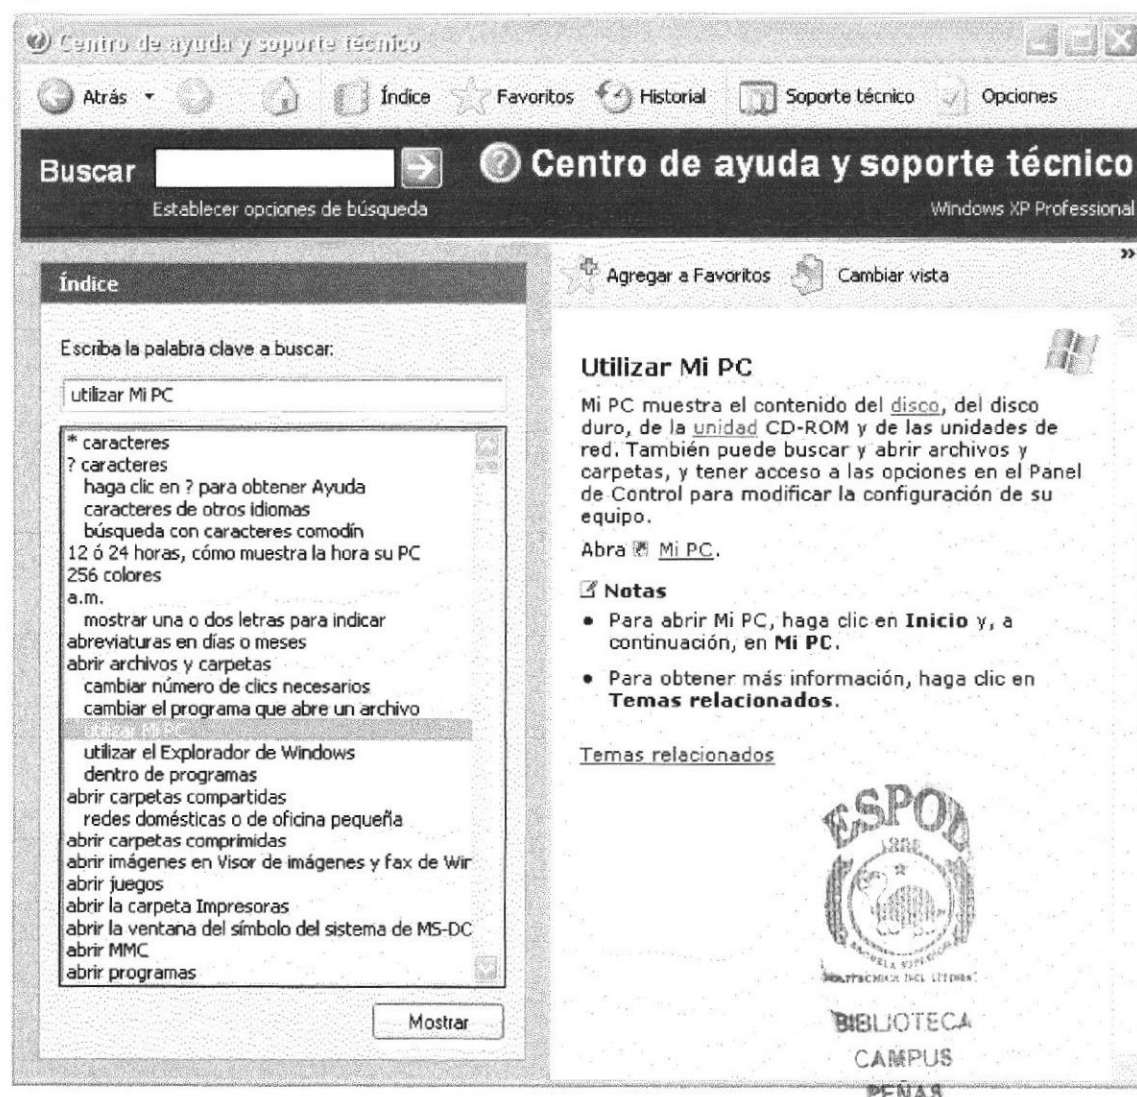 Centro de ayuda y soporte técnico
Atrás
Índice
Favoritos
Historial
Soporte técnico
Opciones
Buscar
Centro de ayuda y soporte técnico
Establecer opciones de búsqueda
Windows XP Professional
Índice
Escriba la palabra clave a buscar:
utilizar Mi PC
* caracteres
? caracteres
haga clic en ? para obtener Ayuda
caracteres de otros idiomas
búsqueda con caracteres comodín
12 ó 24 horas, cómo muestra la hora su PC
256 colores
a.m.
mostrar una o dos letras para indicar
abreviaturas en días o meses
abrir archivos y carpetas
cambiar número de clics necesarios
cambiar el programa que abre un archivo
utilizar Mi PC
utilizar el Explorador de Windows
dentro de programas
abrir carpetas compartidas
redes domésticas o de oficina pequeña
abrir carpetas comprimidas
abrir imágenes en Visor de imágenes y fax de Wir
abrir juegos
abrir la carpeta Impresoras
abrir la ventana del símbolo del sistema de MS-DC
abrir MMC
abrir programas
Mostrar
»
Agregar a Favoritos
Cambiar vista
Utilizar Mi PC
Mi PC muestra el contenido del disco, del disco
duro, de la unidad CD-ROM y de las unidades de
red. También puede buscar y abrir archivos y
carpetas, y tener acceso a las opciones en el Panel
de Control para modificar la configuración de su
equipo.
Abra Mi PC.
Notas
• Para abrir Mi PC, haga clic en Inicio y, a
continuación, en Mi PC.
• Para obtener más información, haga clic en
Temas relacionados.
Temas relacionados
ESPOL
ESCUELA SUPERIOR
POLITECNICA DEL LITORAL
BIBLIOTECA
CAMPUS
PEÑAS